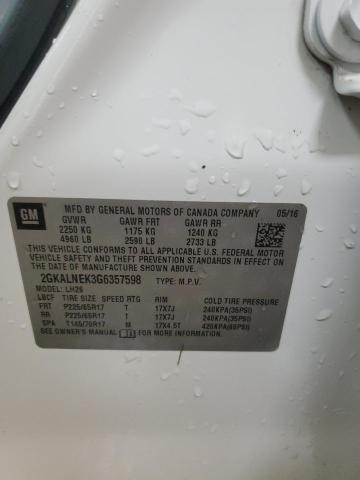 GM
MFD BY GENERAL MOTORS OF CANADA COMPANY 05/16
GVWR GAWR FRT GAWR RR
2250 KG 1175 KG 1240 KG
4960 LB 2590 LB 2733 LB
THIS VEHICLE CONFORMS TO ALL APPLICABLE U.S. FEDERAL MOTOR
VEHICLE SAFETY AND THEFT PREVENTION STANDARDS IN EFFECT
ON THE DATE OF MANUFACTURE SHOWN ABOVE.
2GKALNEK3G6357598 TYPE: M.P.V.
MODEL: LH26
LBCF TIRE SIZE SPEED RTG RIM COLD TIRE PRESSURE
FRT P225/65R17 T 17X7J 240KPA(35PSI)
RR P225/65R17 T 17X7J 240KPA(35PSI)
SPA T145/70R17 M 17X4.5T 420KPA(60PSI)
SEE OWNER'S MANUAL FOR MORE INFORMATION.